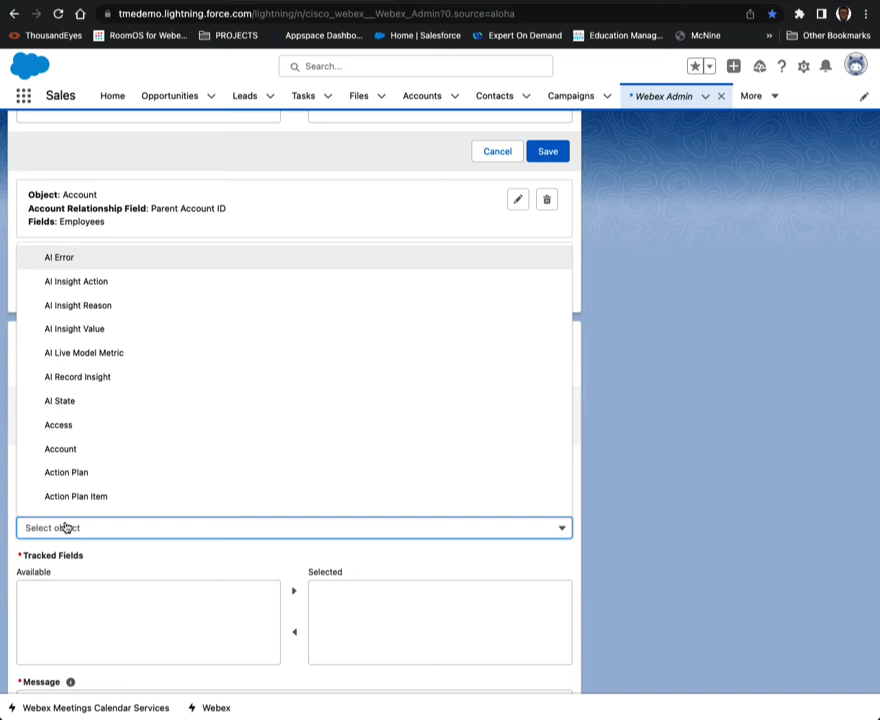 tmedemo.lightning.force.com/lightning/n/cisco_webex__Webex_Admin?0.source=aloha
ThousandEyes RoomOS for Webe... PROJECTS Appspace Dashbo... Home | Salesforce Expert On Demand Education Manag... McNine » Other Bookmarks
Search...
Sales Home Opportunities Leads Tasks Files Accounts Contacts Campaigns * Webex Admin More
Cancel Save
Object: Account
Account Relationship Field: Parent Account ID
Fields: Employees
AI Error
AI Insight Action
AI Insight Reason
AI Insight Value
AI Live Model Metric
AI Record Insight
AI State
Access
Account
Action Plan
Action Plan Item
Select object
*Tracked Fields
Available Selected
*Message
Webex Meetings Calendar Services Webex